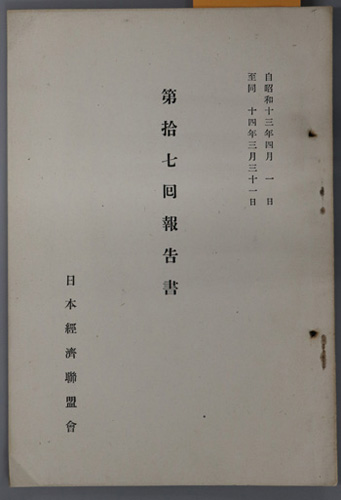 自昭和十三年四月一日
至同十四年三月三十一日
第拾七囘報告書
日本經濟聯盟會